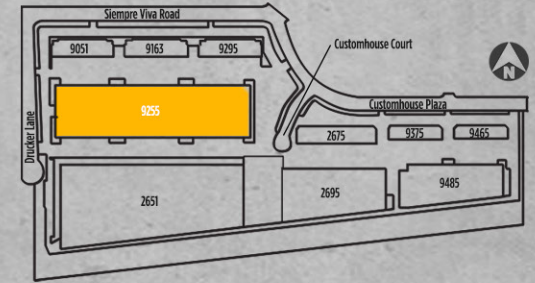 Siempre Viva Road
9051
9163
9295
Customhouse Court
N
9255
Customhouse Plaza
Drucker Lane
2675
9375
9465
2651
2695
9485